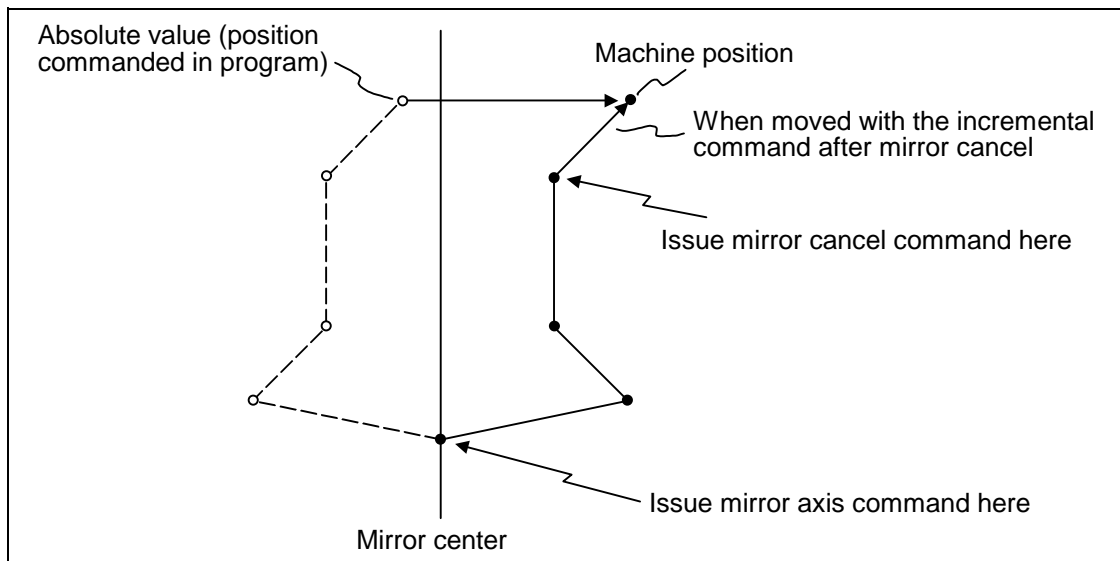 Absolute value (position
commanded in program)
Machine position
When moved with the incremental
command after mirror cancel
Issue mirror cancel command here
Issue mirror axis command here
Mirror center